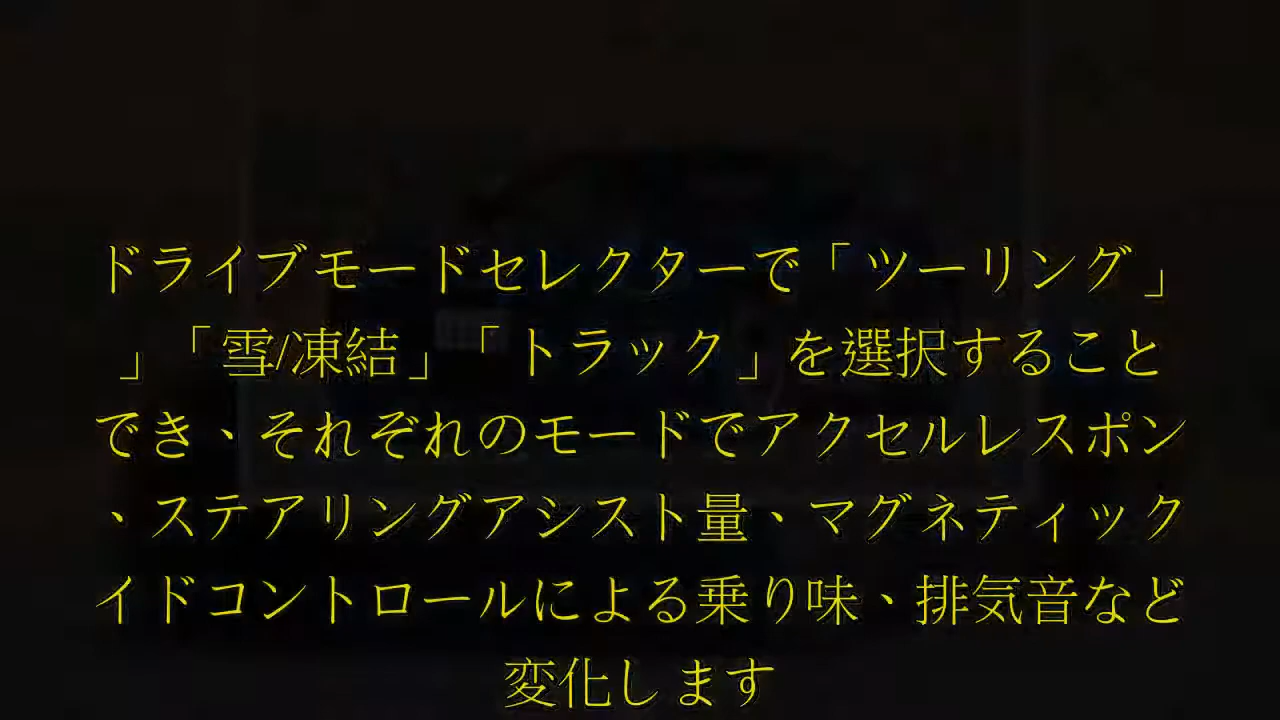 ドライブモードセレクターで「ツーリング」
」「雪/凍結」「トラック」を選択すること
でき、それぞれのモードでアクセルレスポン
、ステアリングアシスト量、マグネティック
イドコントロールによる乗り味、排気音など
変化します